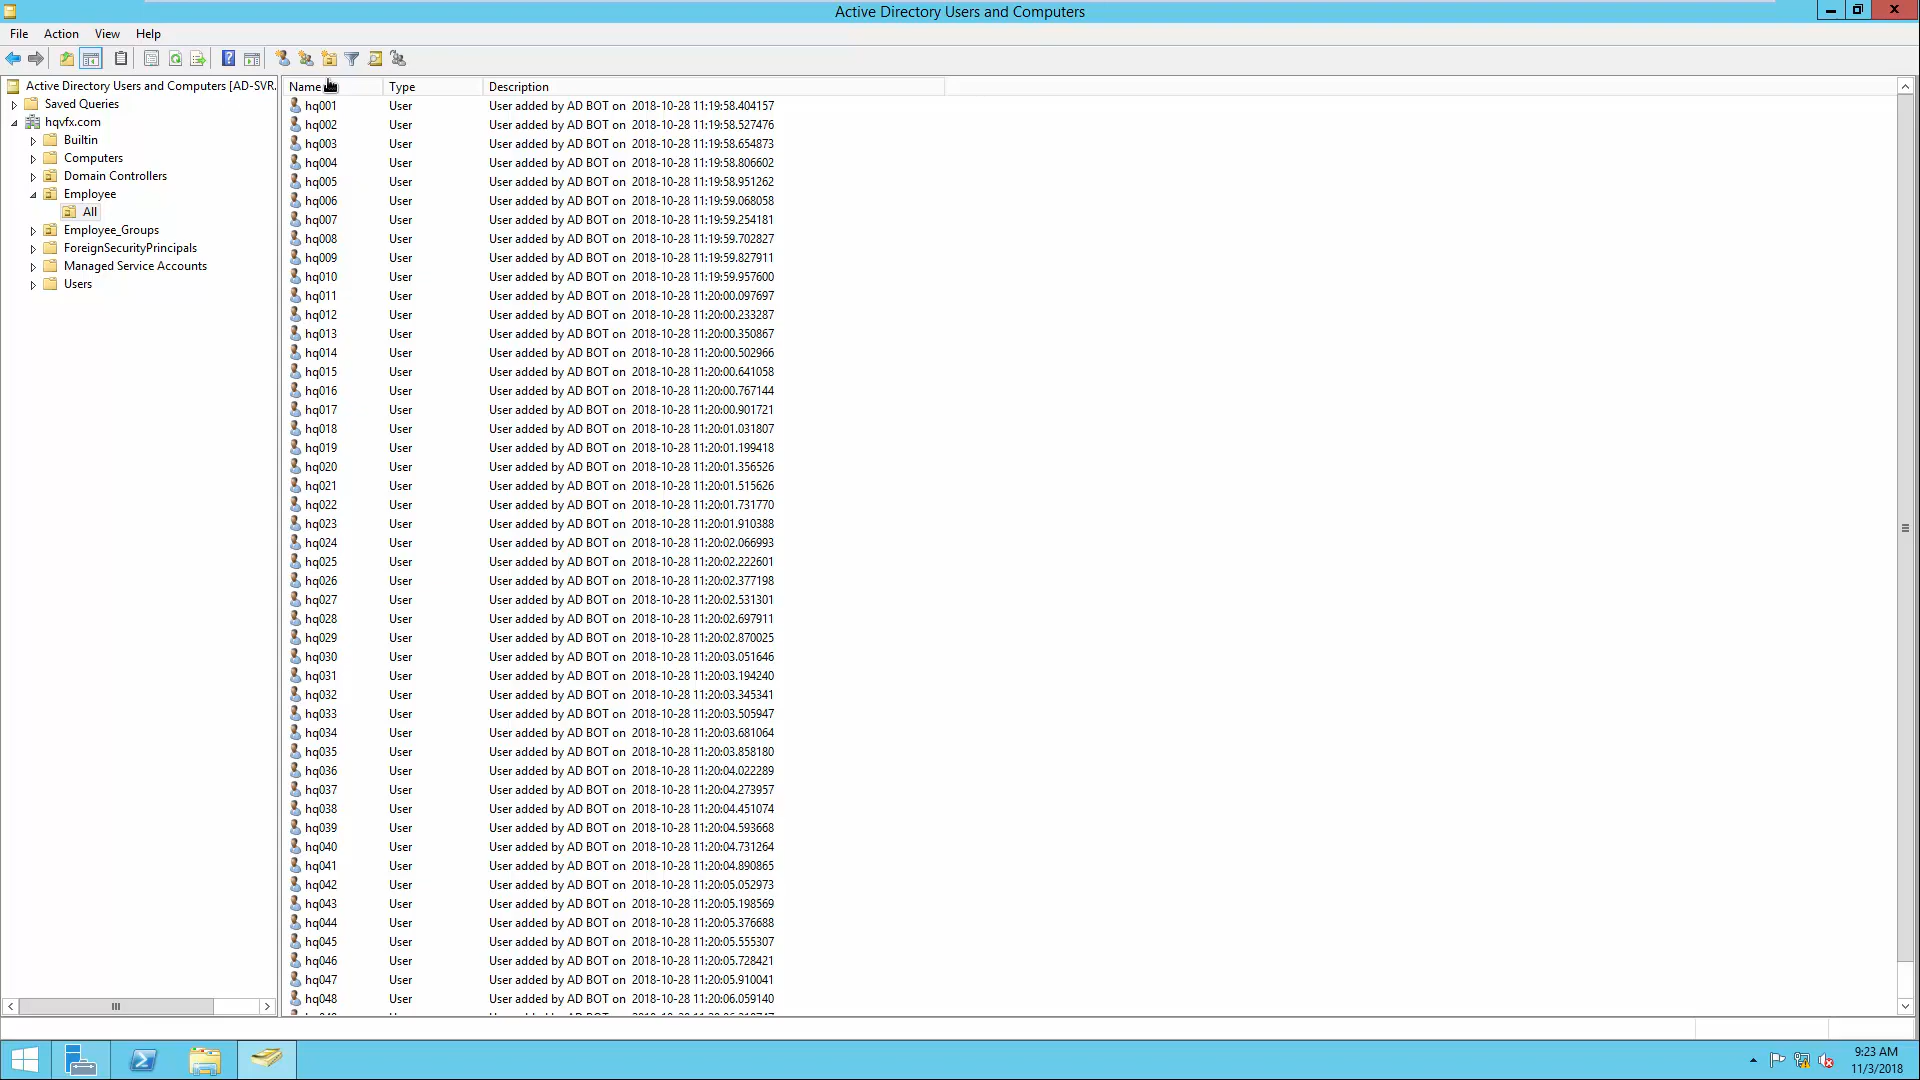 Active Directory Users and Computers
File Action View Help
Active Directory Users and Computers [AD-SVR.
Saved Queries
hqvfx.com
Builtin
Computers
Domain Controllers
Employee
All
Employee_Groups
ForeignSecurityPrincipals
Managed Service Accounts
Users
Name Type Description
hq001 User User added by AD BOT on 2018-10-28 11:19:58.404157
hq002 User User added by AD BOT on 2018-10-28 11:19:58.527476
hq003 User User added by AD BOT on 2018-10-28 11:19:58.654873
hq004 User User added by AD BOT on 2018-10-28 11:19:58.806602
hq005 User User added by AD BOT on 2018-10-28 11:19:58.951262
hq006 User User added by AD BOT on 2018-10-28 11:19:59.068058
hq007 User User added by AD BOT on 2018-10-28 11:19:59.254181
hq008 User User added by AD BOT on 2018-10-28 11:19:59.702827
hq009 User User added by AD BOT on 2018-10-28 11:19:59.827911
hq010 User User added by AD BOT on 2018-10-28 11:19:59.957600
hq011 User User added by AD BOT on 2018-10-28 11:20:00.097697
hq012 User User added by AD BOT on 2018-10-28 11:20:00.233287
hq013 User User added by AD BOT on 2018-10-28 11:20:00.350867
hq014 User User added by AD BOT on 2018-10-28 11:20:00.502966
hq015 User User added by AD BOT on 2018-10-28 11:20:00.641058
hq016 User User added by AD BOT on 2018-10-28 11:20:00.767144
hq017 User User added by AD BOT on 2018-10-28 11:20:00.901721
hq018 User User added by AD BOT on 2018-10-28 11:20:01.031807
hq019 User User added by AD BOT on 2018-10-28 11:20:01.199418
hq020 User User added by AD BOT on 2018-10-28 11:20:01.356526
hq021 User User added by AD BOT on 2018-10-28 11:20:01.515626
hq022 User User added by AD BOT on 2018-10-28 11:20:01.731770
hq023 User User added by AD BOT on 2018-10-28 11:20:01.910388
hq024 User User added by AD BOT on 2018-10-28 11:20:02.066993
hq025 User User added by AD BOT on 2018-10-28 11:20:02.222601
hq026 User User added by AD BOT on 2018-10-28 11:20:02.377198
hq027 User User added by AD BOT on 2018-10-28 11:20:02.531301
hq028 User User added by AD BOT on 2018-10-28 11:20:02.697911
hq029 User User added by AD BOT on 2018-10-28 11:20:02.870025
hq030 User User added by AD BOT on 2018-10-28 11:20:03.051646
hq031 User User added by AD BOT on 2018-10-28 11:20:03.194240
hq032 User User added by AD BOT on 2018-10-28 11:20:03.345341
hq033 User User added by AD BOT on 2018-10-28 11:20:03.505947
hq034 User User added by AD BOT on 2018-10-28 11:20:03.681064
hq035 User User added by AD BOT on 2018-10-28 11:20:03.858180
hq036 User User added by AD BOT on 2018-10-28 11:20:04.022289
hq037 User User added by AD BOT on 2018-10-28 11:20:04.273957
hq038 User User added by AD BOT on 2018-10-28 11:20:04.451074
hq039 User User added by AD BOT on 2018-10-28 11:20:04.593668
hq040 User User added by AD BOT on 2018-10-28 11:20:04.731264
hq041 User User added by AD BOT on 2018-10-28 11:20:04.890865
hq042 User User added by AD BOT on 2018-10-28 11:20:05.052973
hq043 User User added by AD BOT on 2018-10-28 11:20:05.198569
hq044 User User added by AD BOT on 2018-10-28 11:20:05.376688
hq045 User User added by AD BOT on 2018-10-28 11:20:05.555307
hq046 User User added by AD BOT on 2018-10-28 11:20:05.728421
hq047 User User added by AD BOT on 2018-10-28 11:20:05.910041
hq048 User User added by AD BOT on 2018-10-28 11:20:06.059140
9:23 AM
11/3/2018